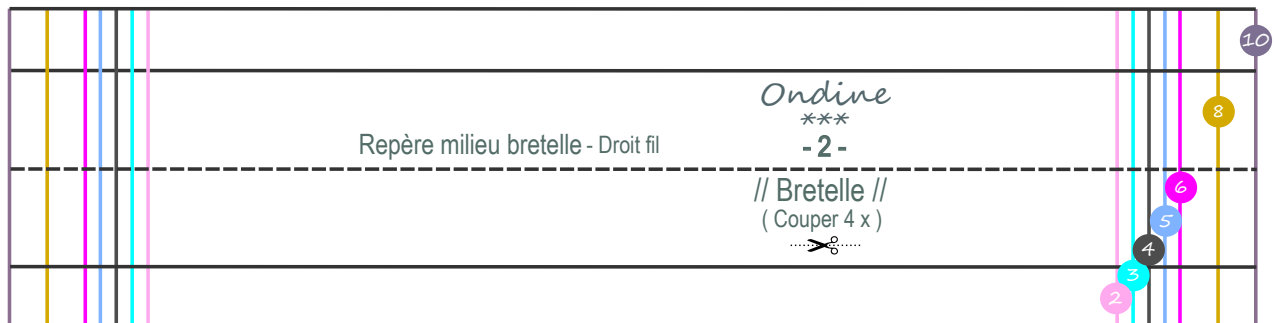 10
Ondine
***
8
Repère milieu bretelle - Droit fil
- 2 -
// Bretelle //
6
( Couper 4 x )
5
4
3
2